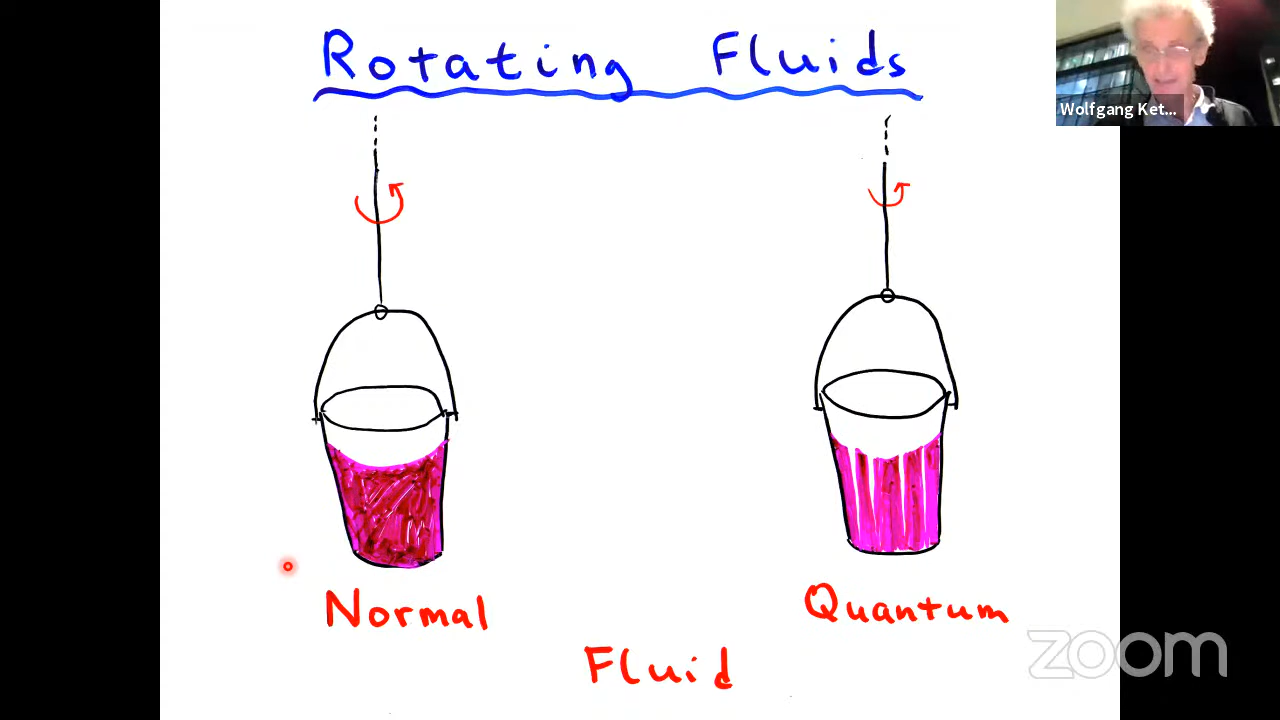 Rotating Fluids
Wolfgang Ket...
Normal
Quantum
Fluid
zoom